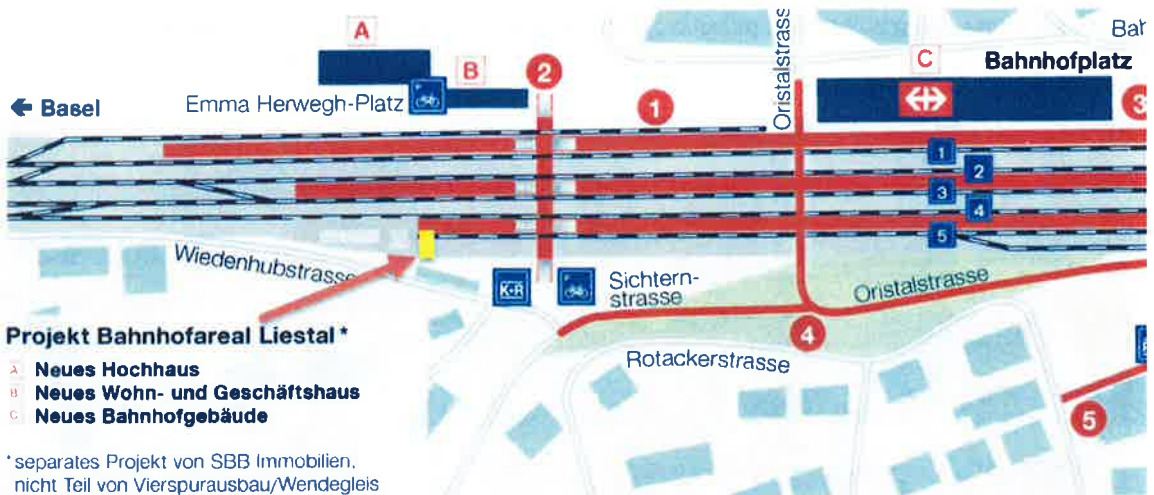 A
B
2
1
Oristalstrasse
C
Bahnhofplatz
← Basel
Emma Herwegh-Platz
3
1
2
3
4
5
Wiedenhubstrasse
K+R
Sichtern-
strasse
Oristalstrasse
4
Rotackerstrasse
5
Projekt Bahnhofareal Liestal*
A Neues Hochhaus
B Neues Wohn- und Geschäftshaus
C Neues Bahnhofgebäude
*separates Projekt von SBB Immobilien,
nicht Teil von Vierspurausbau/Wendegleis